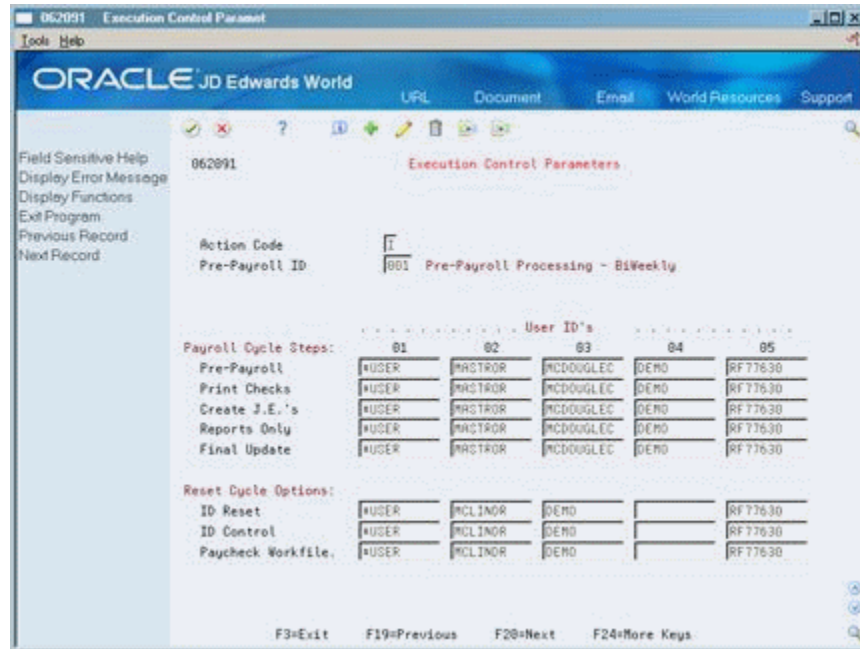 062091 Execution Control Paramet
Tools Help
ORACLE JD Edwards World
URL Document Email World Resources Support
Field Sensitive Help
Display Error Message
Display Functions
Exit Program
Previous Record
Next Record
062091 Execution Control Parameters
Action Code I
Pre-Payroll ID 001 Pre-Payroll Processing - BiWeekly
. . . . . . . . . . . User ID's . . . . . . . . . . .
Payroll Cycle Steps: 01 02 03 04 05
Pre-Payroll *USER MASTROR MCDOUGLEC DEMO RF77630
Print Checks *USER MASTROR MCDOUGLEC DEMO RF77630
Create J.E.'s *USER MASTROR MCDOUGLEC DEMO RF77630
Reports Only *USER MASTROR MCDOUGLEC DEMO RF77630
Final Update *USER MASTROR MCDOUGLEC DEMO RF77630
Reset Cycle Options:
ID Reset *USER MCLINDR DEMO RF77630
ID Control *USER MCLINDR DEMO RF77630
Paycheck Workfile. *USER MCLINDR DEMO RF77630
F3=Exit F19=Previous F20=Next F24=More Keys